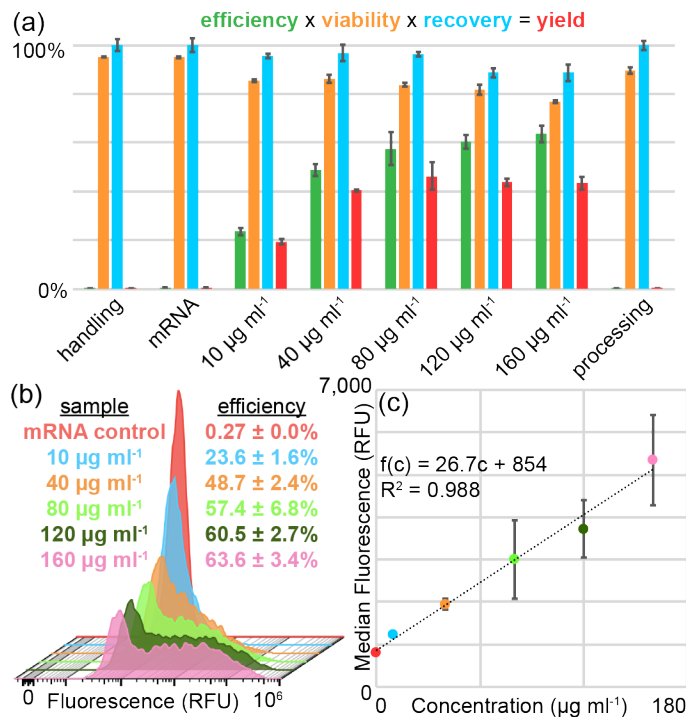 (a)
efficiency x viability x recovery = yield
100%
0%
handling
mRNA
10 µg ml-1
40 µg ml-1
80 µg ml-1
120 µg ml-1
160 µg ml-1
processing
(b)
sample efficiency
mRNA control 0.27 ± 0.0%
10 µg ml-1 23.6 ± 1.6%
40 µg ml-1 48.7 ± 2.4%
80 µg ml-1 57.4 ± 6.8%
120 µg ml-1 60.5 ± 2.7%
160 µg ml-1 63.6 ± 3.4%
0 Fluorescence (RFU) 10⁶
(c)
7,000
Median Fluorescence (RFU)
f(c) = 26.7c + 854
R² = 0.988
0
0 Concentration (µg ml-1) 180